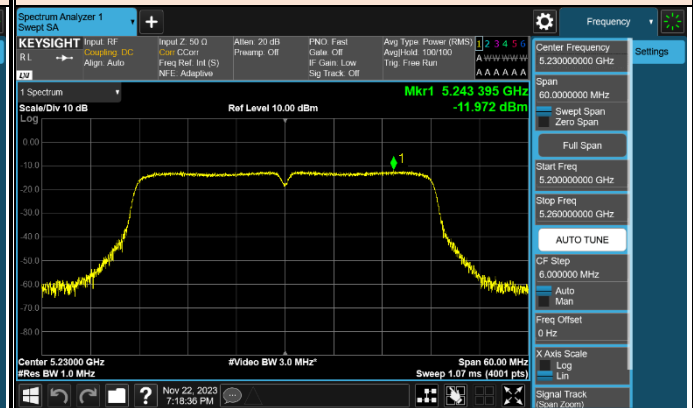 Spectrum Analyzer 1
Swept SA
Frequency
KEYSIGHT
Input: RF
Coupling: DC
Align: Auto
Input Z: 50 Ω
Corr CCorr
Freq Ref: Int (S)
NFE: Adaptive
Atten: 20 dB
Preamp: Off
PNO: Fast
Gate: Off
IF Gain: Low
Sig Track: Off
Avg Type: Power (RMS)
Avg|Hold: 100/100
Trig: Free Run
1 2 3 4 5 6
A W W W W W
A A A A A A
R L
LXI
1 Spectrum
Scale/Div 10 dB
Ref Level 10.00 dBm
Mkr1 5.243 395 GHz
-11.972 dBm
Log
0.00
-10.0
-20.0
-30.0
-40.0
-50.0
-60.0
-70.0
-80.0
1
Center 5.23000 GHz
#Res BW 1.0 MHz
#Video BW 3.0 MHz*
Span 60.00 MHz
Sweep 1.07 ms (4001 pts)
Nov 22, 2023
7:18:36 PM
Center Frequency
5.230000000 GHz
Settings
Span
60.0000000 MHz
Swept Span
Zero Span
Full Span
Start Freq
5.200000000 GHz
Stop Freq
5.260000000 GHz
AUTO TUNE
CF Step
6.000000 MHz
Auto
Man
Freq Offset
0 Hz
X Axis Scale
Log
Lin
Signal Track
(Span Zoom)